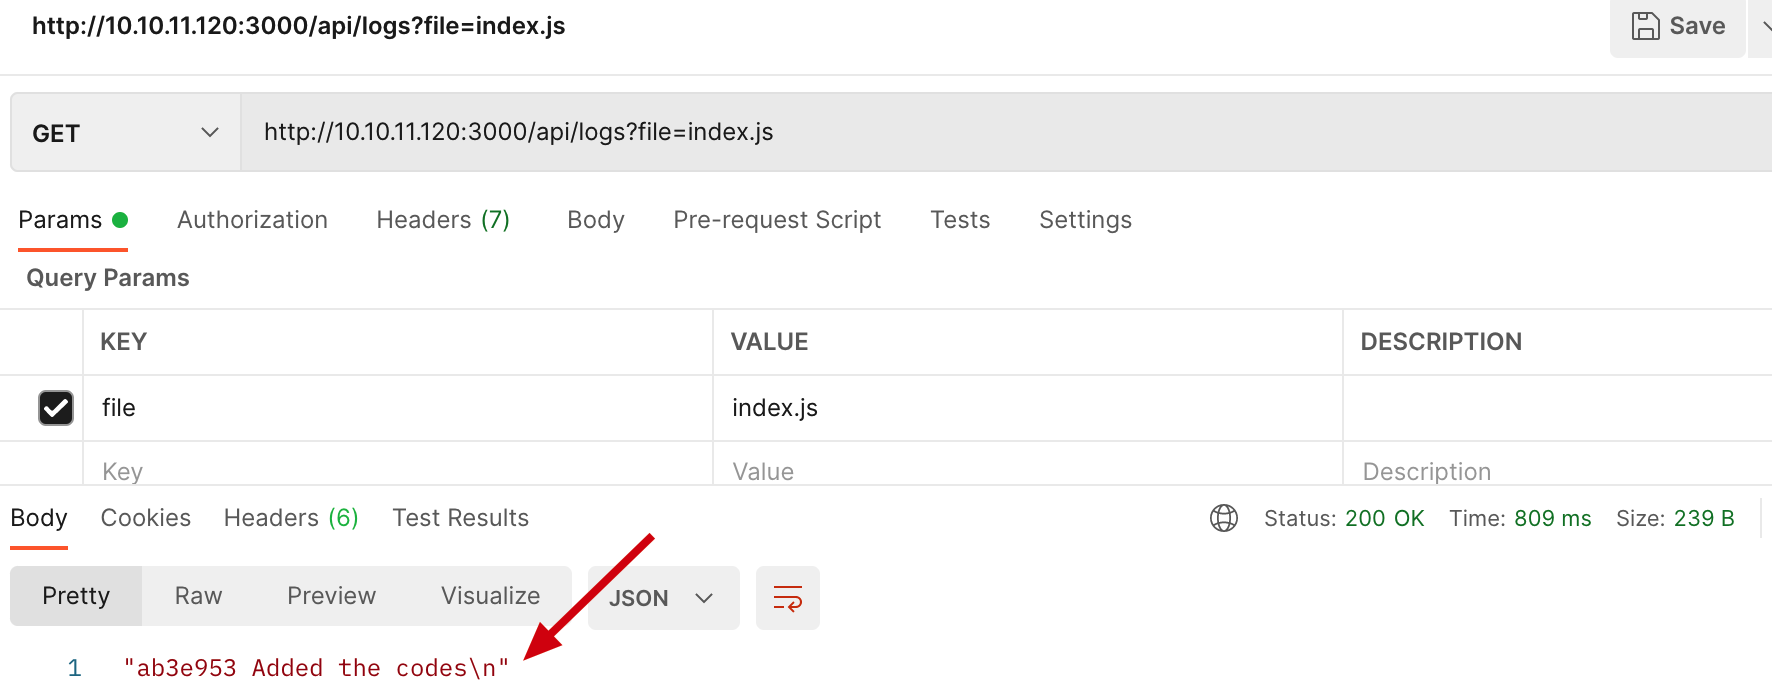 http://10.10.11.120:3000/api/logs?file=index.js
Save
GET http://10.10.11.120:3000/api/logs?file=index.js
Params Authorization Headers (7) Body Pre-request Script Tests Settings
Query Params
KEY VALUE DESCRIPTION
file index.js
Key Value Description
Body Cookies Headers (6) Test Results Status: 200 OK Time: 809 ms Size: 239 B
Pretty Raw Preview Visualize JSON
1 "ab3e953 Added the codes\n"